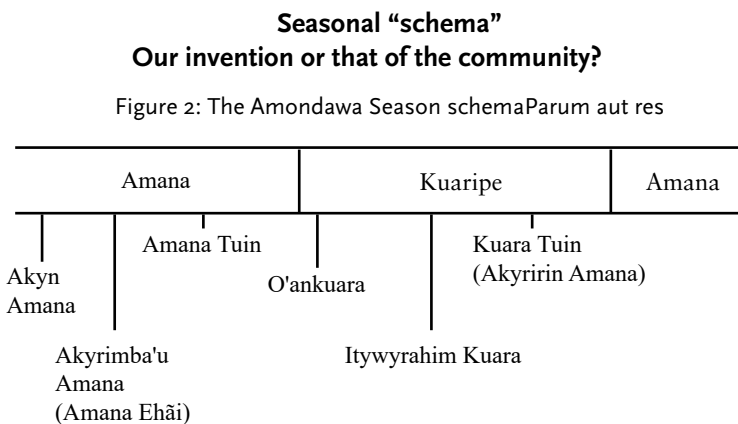 Seasonal “schema”
Our invention or that of the community?
Figure 2: The Amondawa Season schemaParum aut res
Amana
Kuaripe
Amana
Akyn
Amana
Akyrimba'u
Amana
(Amana Ehãi)
Amana Tuin
O'ankuara
Itywyrahim Kuara
Kuara Tuin
(Akyririn Amana)